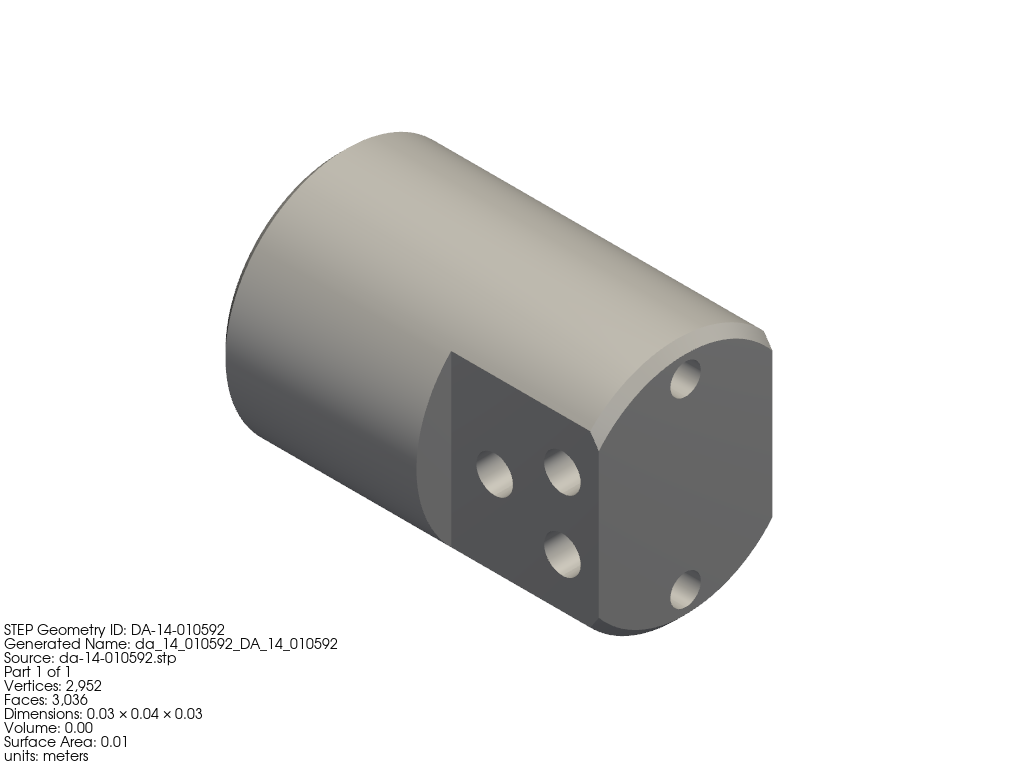 STEP Geometry ID: DA-14-010592
Generated Name: da_14_010592_DA_14_010592
Source: da-14-010592.stp
Part 1 of 1
Vertices: 2,952
Faces: 3,036
Dimensions: 0.03 × 0.04 × 0.03
Volume: 0.00
Surface Area: 0.01
units: meters